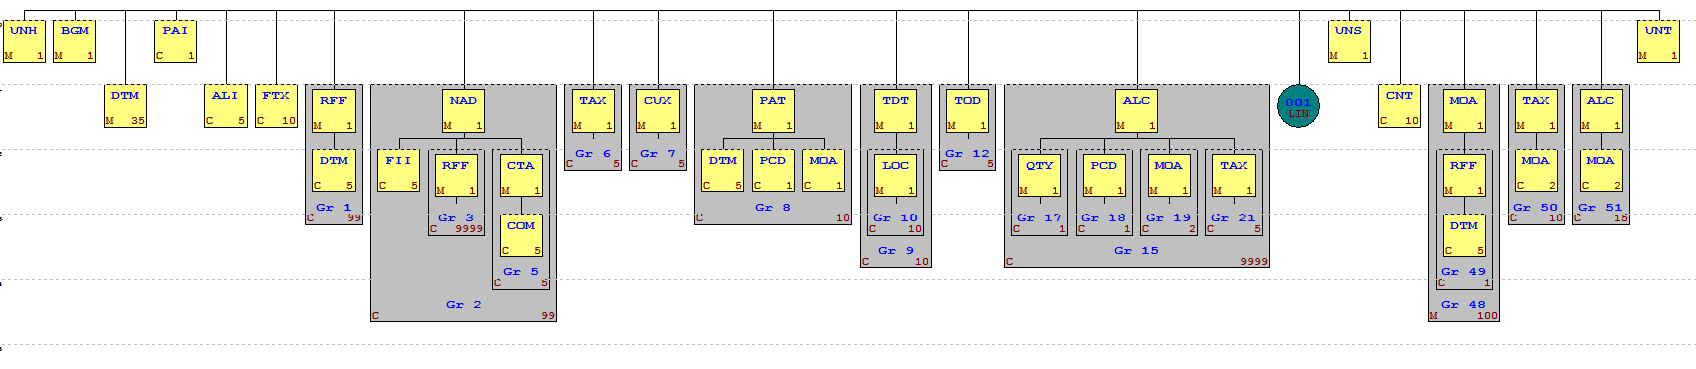 UNH
M 1
BGM
M 1
PAI
C 1
UNS
M 1
UNT
M 1
DTM
M 35
ALI
C 5
FTX
C 10
RFF
M 1
NAD
M 1
TAX
M 1
CUX
M 1
PAT
M 1
TDT
M 1
TOD
M 1
ALC
M 1
001
LIN
CNT
C 10
MOA
M 1
TAX
M 1
ALC
M 1
DTM
C 5
Gr 1
C 99
FII
C 5
RFF
M 1
Gr 3
C 9999
CTA
M 1
COM
C 5
Gr 5
C 5
Gr 2
C 99
Gr 6
C 5
Gr 7
C 5
DTM
C 5
PCD
C 1
MOA
C 1
Gr 8
C 10
LOC
M 1
Gr 10
C 10
Gr 9
C 10
Gr 12
C 5
QTY
M 1
Gr 17
C 1
PCD
M 1
Gr 18
C 1
MOA
M 1
Gr 19
C 2
TAX
M 1
Gr 21
C 5
Gr 15
C 9999
RFF
M 1
DTM
C 5
Gr 49
C 1
Gr 48
M 100
MOA
C 2
Gr 50
C 10
MOA
C 2
Gr 51
C 15